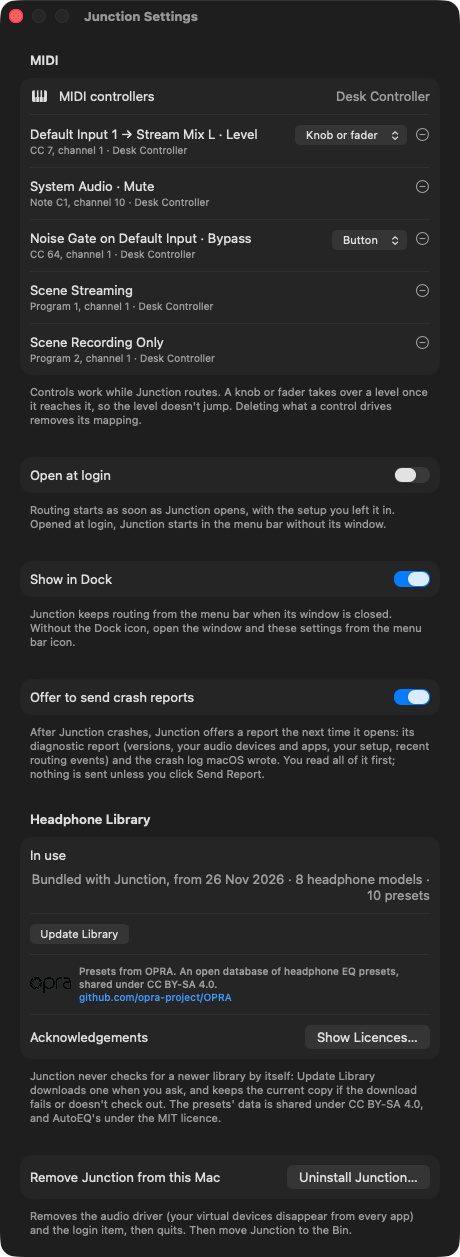 Junction Settings
MIDI
MIDI controllers
Desk Controller
Default Input 1 → Stream Mix L · Level
Knob or fader
CC 7, channel 1 · Desk Controller
System Audio · Mute
Note C1, channel 10 · Desk Controller
Noise Gate on Default Input · Bypass
Button
CC 64, channel 1 · Desk Controller
Scene Streaming
Program 1, channel 1 · Desk Controller
Scene Recording Only
Program 2, channel 1 · Desk Controller
Controls work while Junction routes. A knob or fader takes over a level once
it reaches it, so the level doesn't jump. Deleting what a control drives
removes its mapping.
Open at login
Routing starts as soon as Junction opens, with the setup you left it in.
Opened at login, Junction starts in the menu bar without its window.
Show in Dock
Junction keeps routing from the menu bar when its window is closed.
Without the Dock icon, open the window and these settings from the menu
bar icon.
Offer to send crash reports
After Junction crashes, Junction offers a report the next time it opens: its
diagnostic report (versions, your audio devices and apps, your setup, recent
routing events) and the crash log macOS wrote. You read all of it first;
nothing is sent unless you click Send Report.
Headphone Library
In use
Bundled with Junction, from 26 Nov 2026 · 8 headphone models ·
10 presets
Update Library
opra
Presets from OPRA. An open database of headphone EQ presets,
shared under CC BY-SA 4.0.
github.com/opra-project/OPRA
Acknowledgements
Show Licences...
Junction never checks for a newer library by itself: Update Library
downloads one when you ask, and keeps the current copy if the download
fails or doesn't check out. The presets' data is shared under CC BY-SA 4.0,
and AutoEQ's under the MIT licence.
Remove Junction from this Mac
Uninstall Junction...
Removes the audio driver (your virtual devices disappear from every app)
and the login item, then quits. Then move Junction to the Bin.